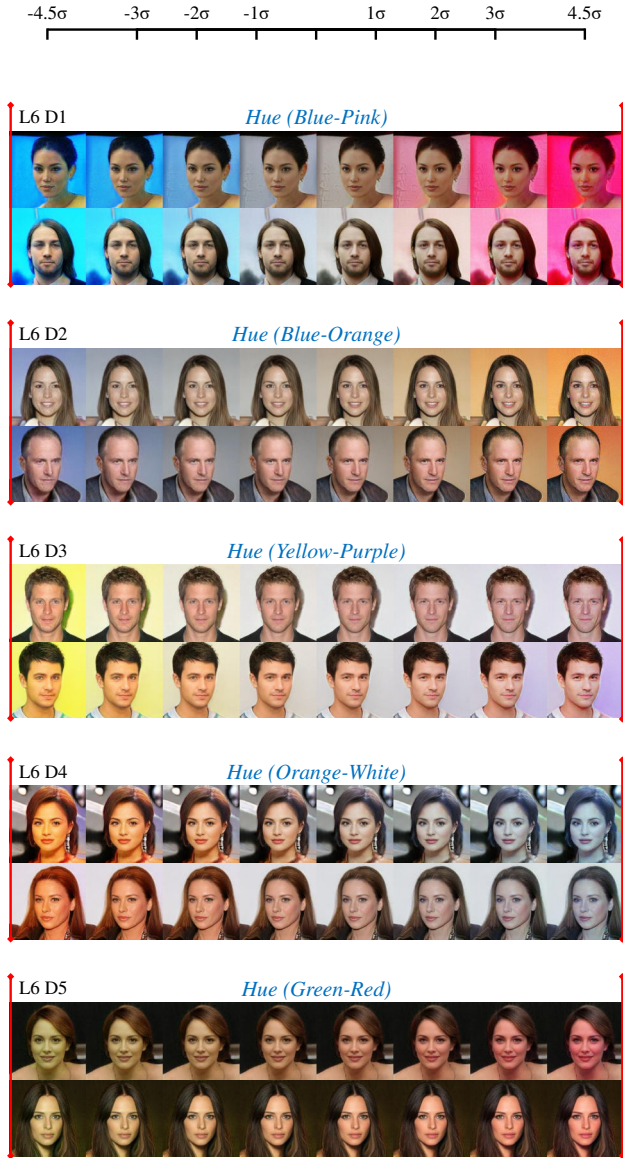 -4.5σ -3σ -2σ -1σ 1σ 2σ 3σ 4.5σ
L6 D1 Hue (Blue-Pink)
L6 D2 Hue (Blue-Orange)
L6 D3 Hue (Yellow-Purple)
L6 D4 Hue (Orange-White)
L6 D5 Hue (Green-Red)